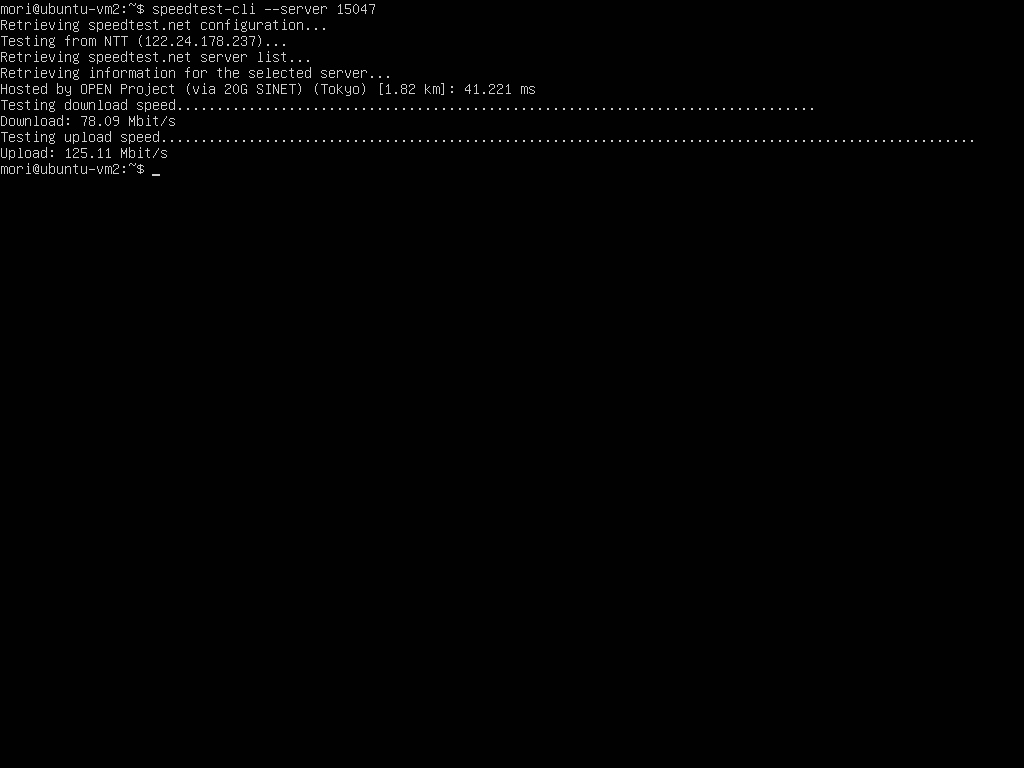 mori@ubuntu-vm2:~$ speedtest-cli --server 15047
Retrieving speedtest.net configuration...
Testing from NTT (122.24.178.237)...
Retrieving speedtest.net server list...
Retrieving information for the selected server...
Hosted by OPEN Project (via 20G SINET) (Tokyo) [1.82 km]: 41.221 ms
Testing download speed................................................................................
Download: 78.09 Mbit/s
Testing upload speed......................................................................................................
Upload: 125.11 Mbit/s
mori@ubuntu-vm2:~$ _